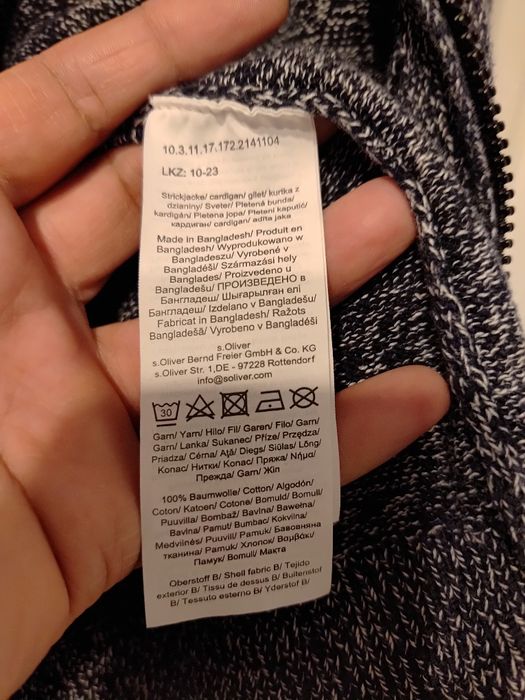 10.3.11.17.172.2141104
LKZ: 10-23
Strickjacke/ cardigan/ gilet/ kurtka z
dzianiny/ Sveter/ Pletená bunda/
kardigán/ Pletena jopa/ Pleteni kaputić/
кардиган/ cardigan/ adīta jaka
Made in Bangladesh/ Produit en
Bangladesh/ Wyprodukowano w
Bangladeszu/ Vyrobené v
Bangladéši/ Származási hely
Banglades/ Proizvedeno u
Bangladešu/ ПРОИЗВЕДЕНО В
Бангладеш/ Шығарылған елі
Бангладеш/ Izdelano v Bangladešu/
Fabricat in Bangladesh/ Ražots
Bangladešā/ Vyrobeno v Bangladéši
s.Oliver
s.Oliver Bernd Freier GmbH & Co. KG
s.Oliver Str. 1,DE - 97228 Rottendorf
info@soliver.com
30
Garn/ Yarn/ Hilo/ Fil/ Garen/ Filo/ Garn/
Garn/ Lanka/ Sukanec/ Příze/ Przędza/
Priadza/ Cérna/ Aţă/ Diegs/ Siūlas/ Lõng/
Konac/ Нитки/ Конас/ Пряжа/ Νήμα/
Прежда/ Garn/ Жіп
100% Baumwolle/ Cotton/ Algodón/
Coton/ Katoen/ Cotone/ Bomuld/ Bomull/
Puuvilla/ Bombaž/ Bavlna/ Bawełna/
Bavlna/ Pamut/ Bumbac/ Kokvilna/
Medvilnės/ Puuvill/ Pamuk/ Бавовняна
тканина/ Pamuk/ Хлопок/ Βαμβάκι/
Памук/ Bomull/ Мақта
Oberstoff B/ Shell fabric B/ Tejido
exterior B/ Tissu de dessus B/ Buitenstof
B/ Tessuto esterno B/ Yderstof B/